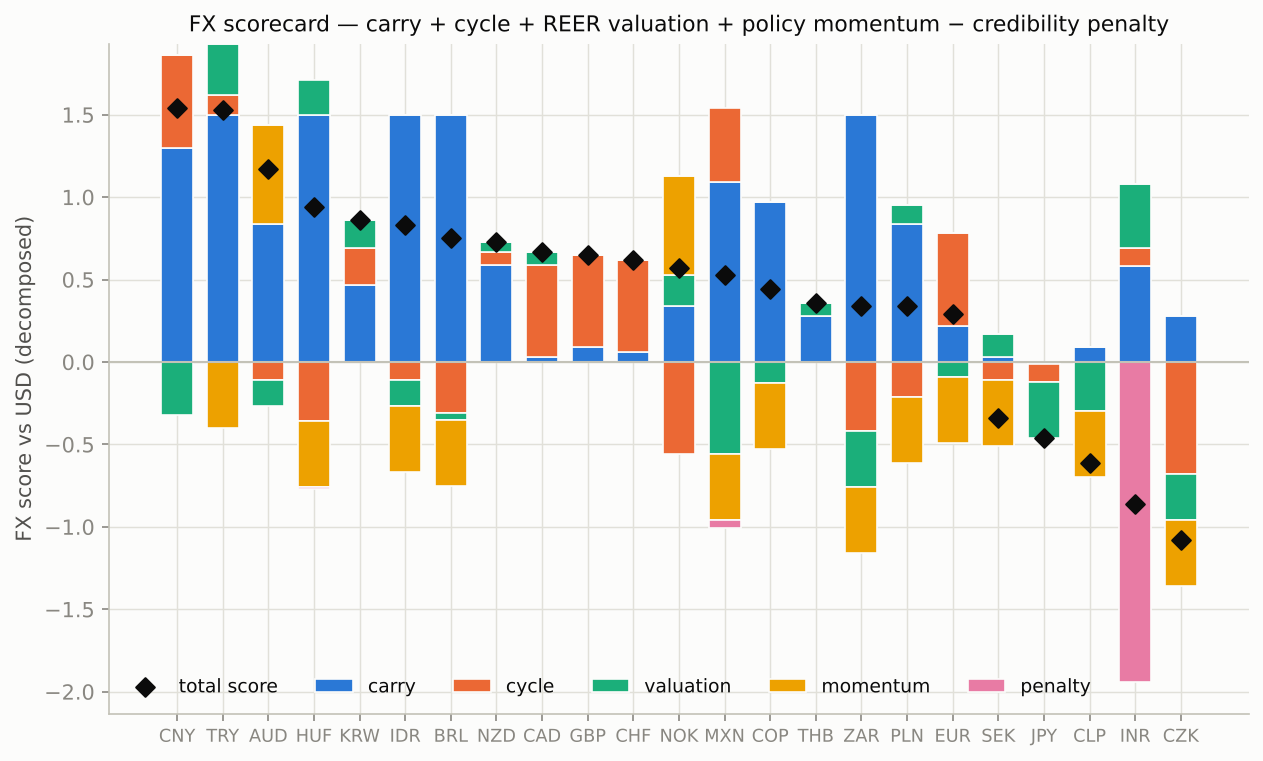 FX scorecard — carry + cycle + REER valuation + policy momentum − credibility penalty
FX score vs USD (decomposed)
1.5
1.0
0.5
0.0
−0.5
−1.0
−1.5
−2.0
total score carry cycle valuation momentum penalty
CNY TRY AUD HUF KRW IDR BRL NZD CAD GBP CHF NOK MXN COP THB ZAR PLN EUR SEK JPY CLP INR CZK